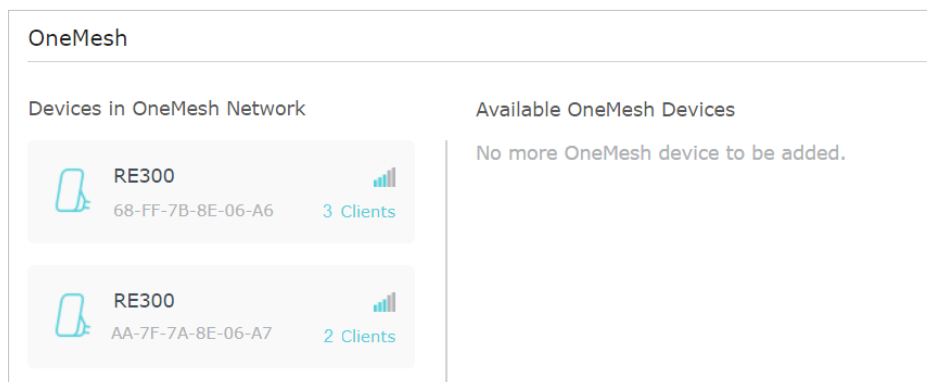 OneMesh
Devices in OneMesh Network
RE300
68-FF-7B-8E-06-A6
3 Clients
RE300
AA-7F-7A-8E-06-A7
2 Clients
Available OneMesh Devices
No more OneMesh device to be added.